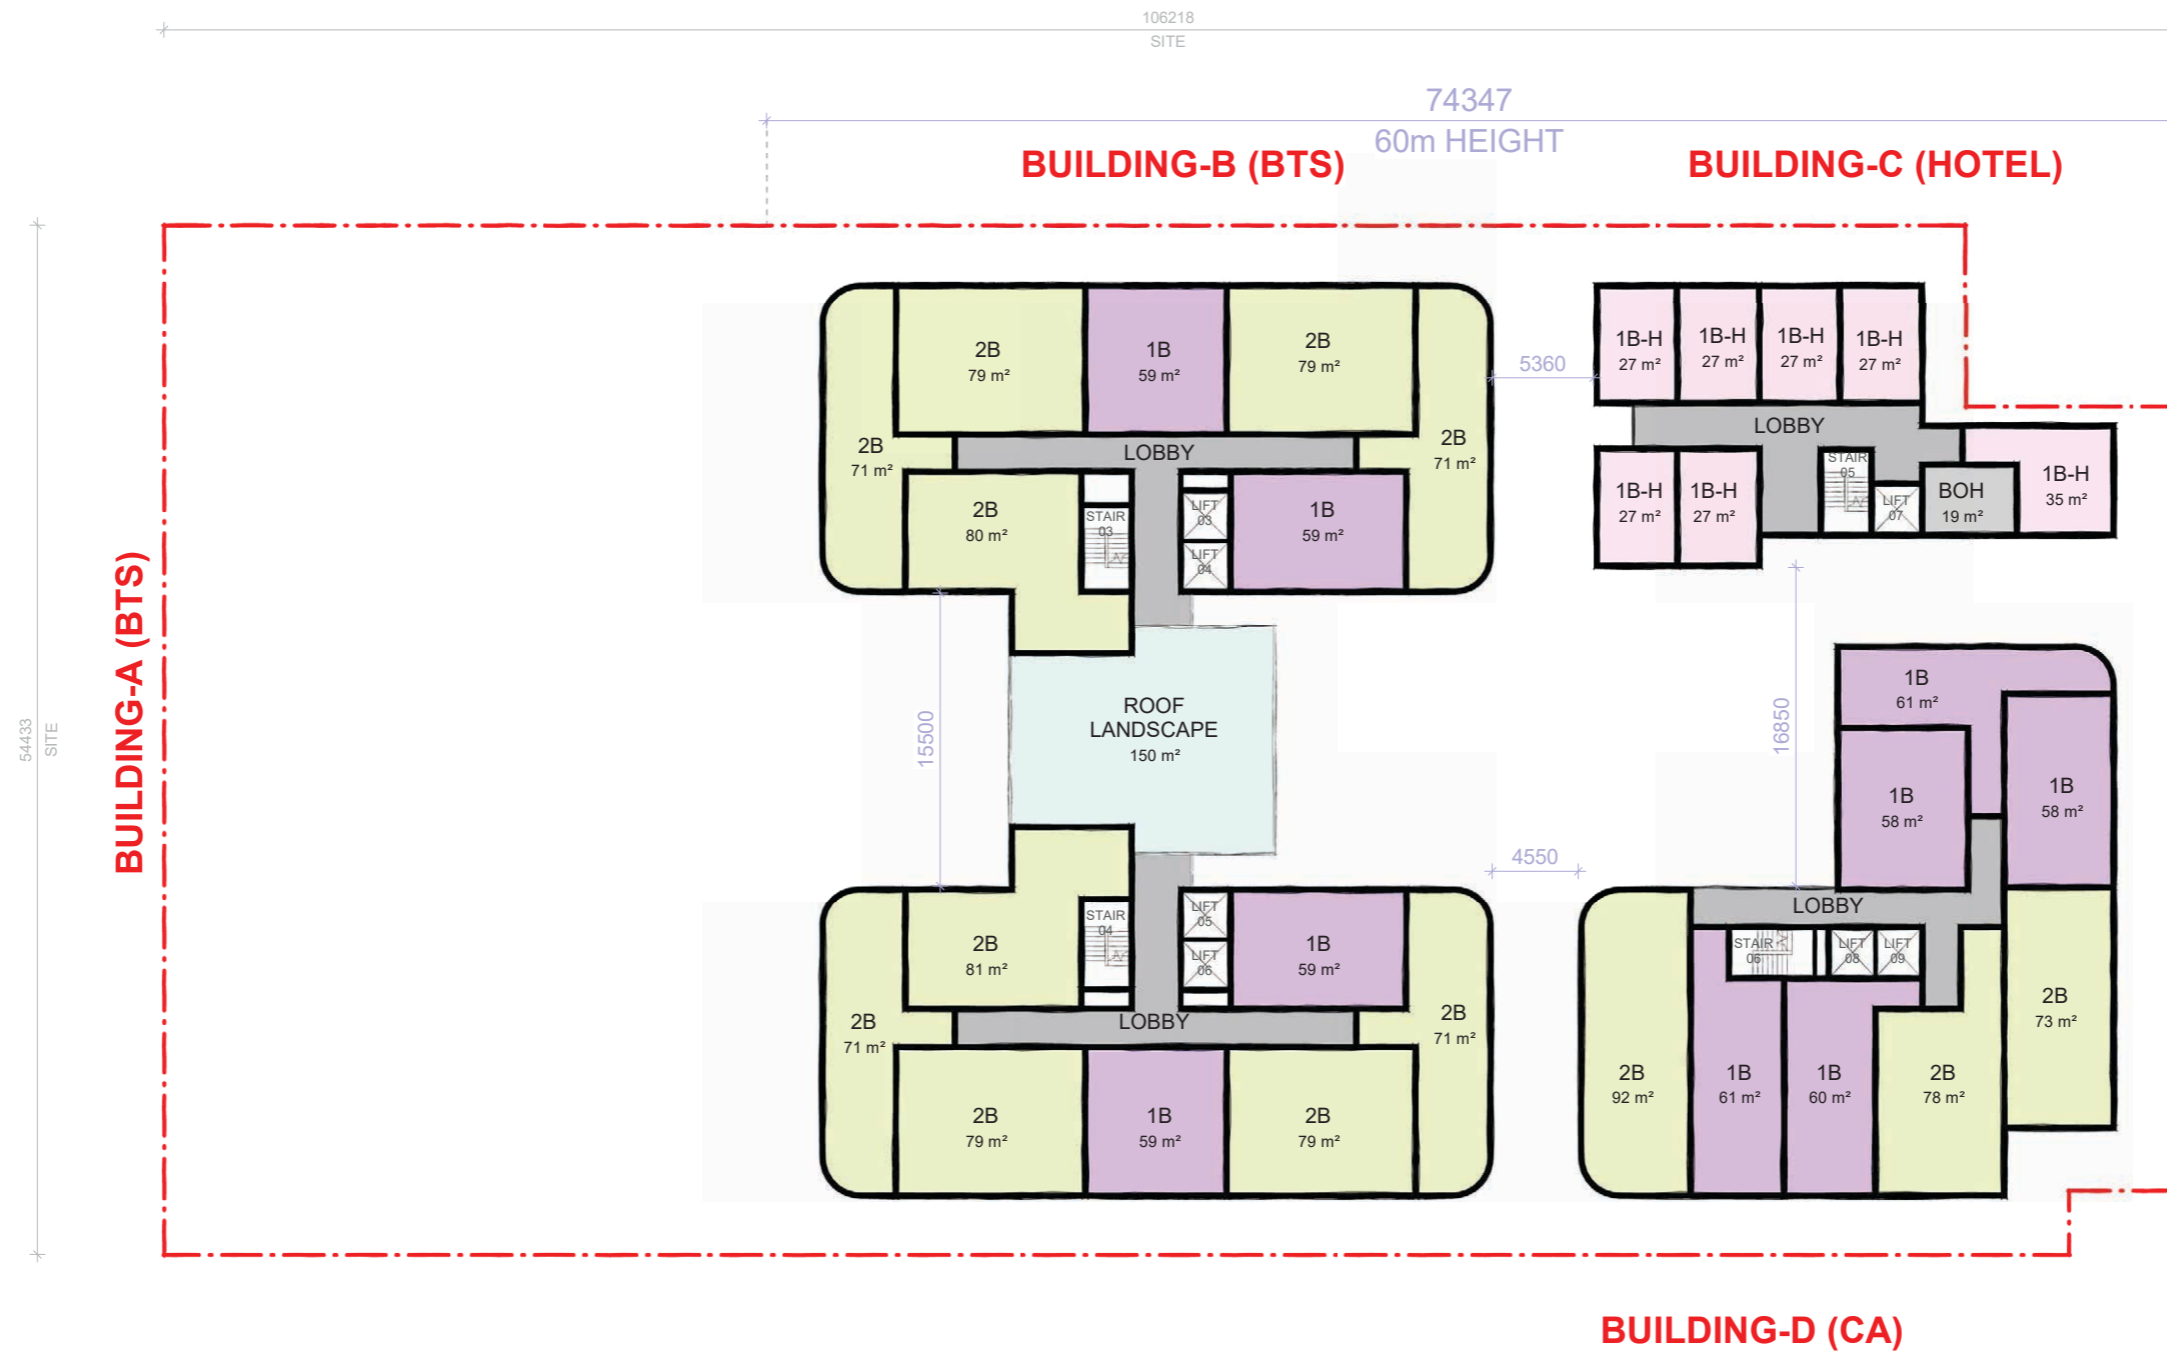 106218
SITE
74347
60m HEIGHT
BUILDING-B (BTS)
BUILDING-C (HOTEL)
54433
SITE
BUILDING-A (BTS)
2B
79 m²
1B
59 m²
2B
79 m²
2B
71 m²
2B
71 m²
LOBBY
2B
80 m²
STAIR
03
LIFT
03
LIFT
04
1B
59 m²
5360
1B-H
27 m²
1B-H
27 m²
1B-H
27 m²
1B-H
27 m²
LOBBY
1B-H
27 m²
1B-H
27 m²
STAIR
05
LIFT
07
BOH
19 m²
1B-H
35 m²
15500
ROOF
LANDSCAPE
150 m²
16850
4550
1B
61 m²
1B
58 m²
1B
58 m²
2B
81 m²
STAIR
04
LIFT
05
LIFT
06
1B
59 m²
2B
71 m²
2B
71 m²
LOBBY
2B
79 m²
1B
59 m²
2B
79 m²
LOBBY
STAIR
06
LIFT
08
LIFT
09
2B
92 m²
1B
61 m²
1B
60 m²
2B
78 m²
2B
73 m²
BUILDING-D (CA)